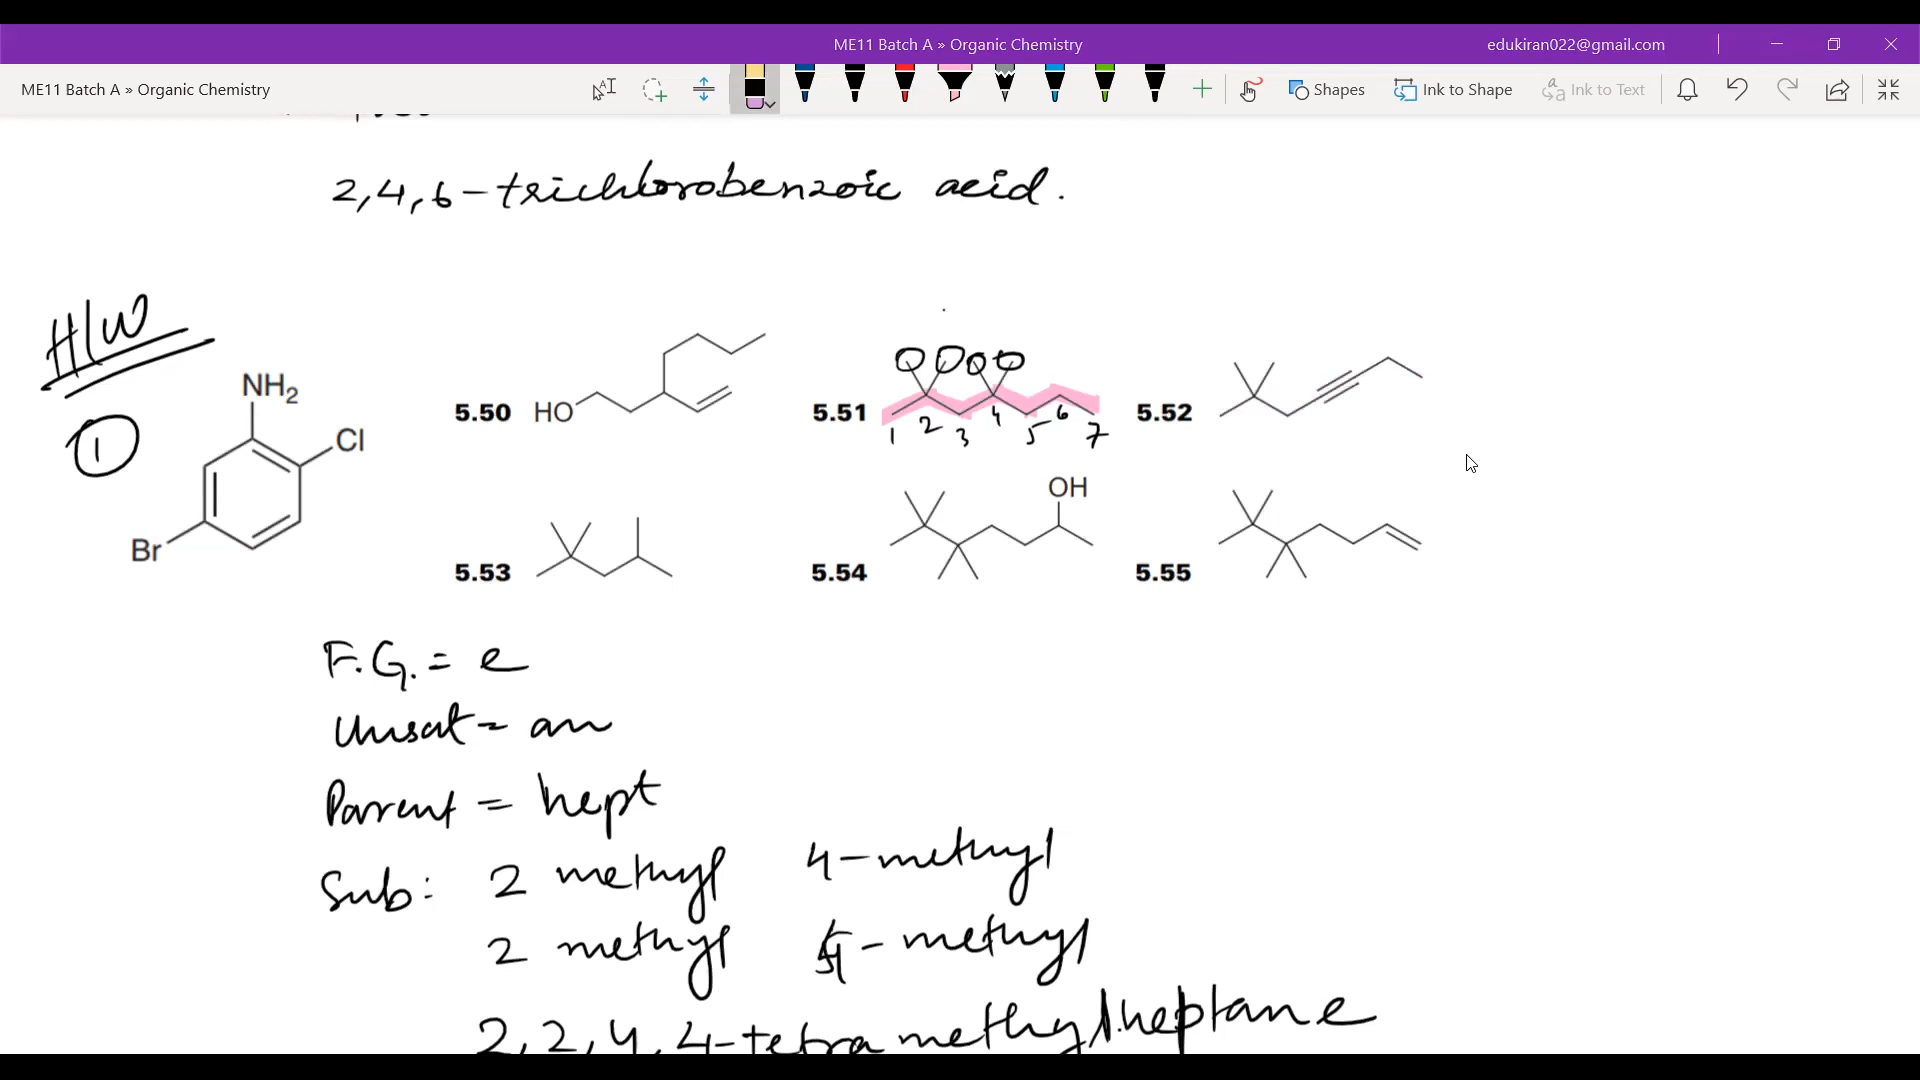 ME11 Batch A » Organic Chemistry
edukiran022@gmail.com
ME11 Batch A » Organic Chemistry
Shapes
Ink to Shape
Ink to Text
2,4,6-trichlorobenzoic acid.
H/W
1
NH2
Cl
Br
5.50 HO
5.51
1 2 3 4 5 6 7
5.52
5.53
5.54
OH
5.55
F.G. = e
Unsat = an
Parent = hept
Sub: 2 methyl 4-methyl
2 methyl 4-methyl
2,2,4,4-tetramethylheptane